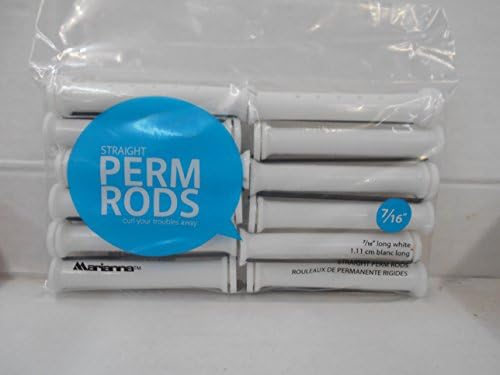 STRAIGHT
PERM
RODS
curl your troubles away
7/16"
7/16" long white
1.11 cm blanc long
STRAIGHT PERM RODS
ROULEAUX DE PERMANENTE RIGIDES
Marianna™